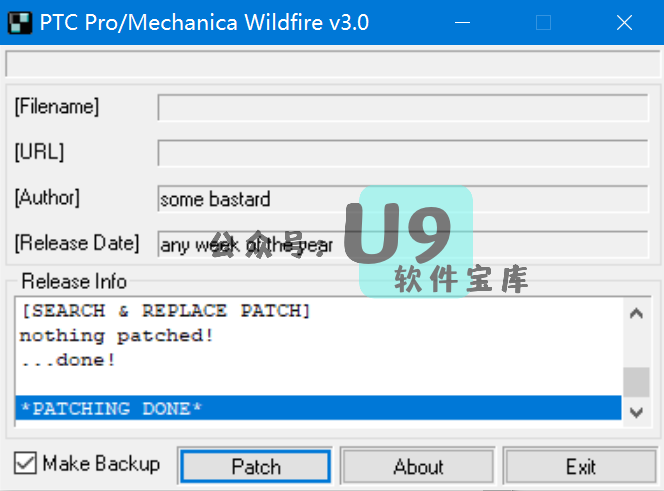 PTC Pro/Mechanica Wildfire v3.0
[Filename]
[URL]
[Author] some bastard
[Release Date] any week of the year
公众号: U9
软件宝库
Release Info
[SEARCH & REPLACE PATCH]
nothing patched!
...done!
*PATCHING DONE*
Make Backup Patch About Exit